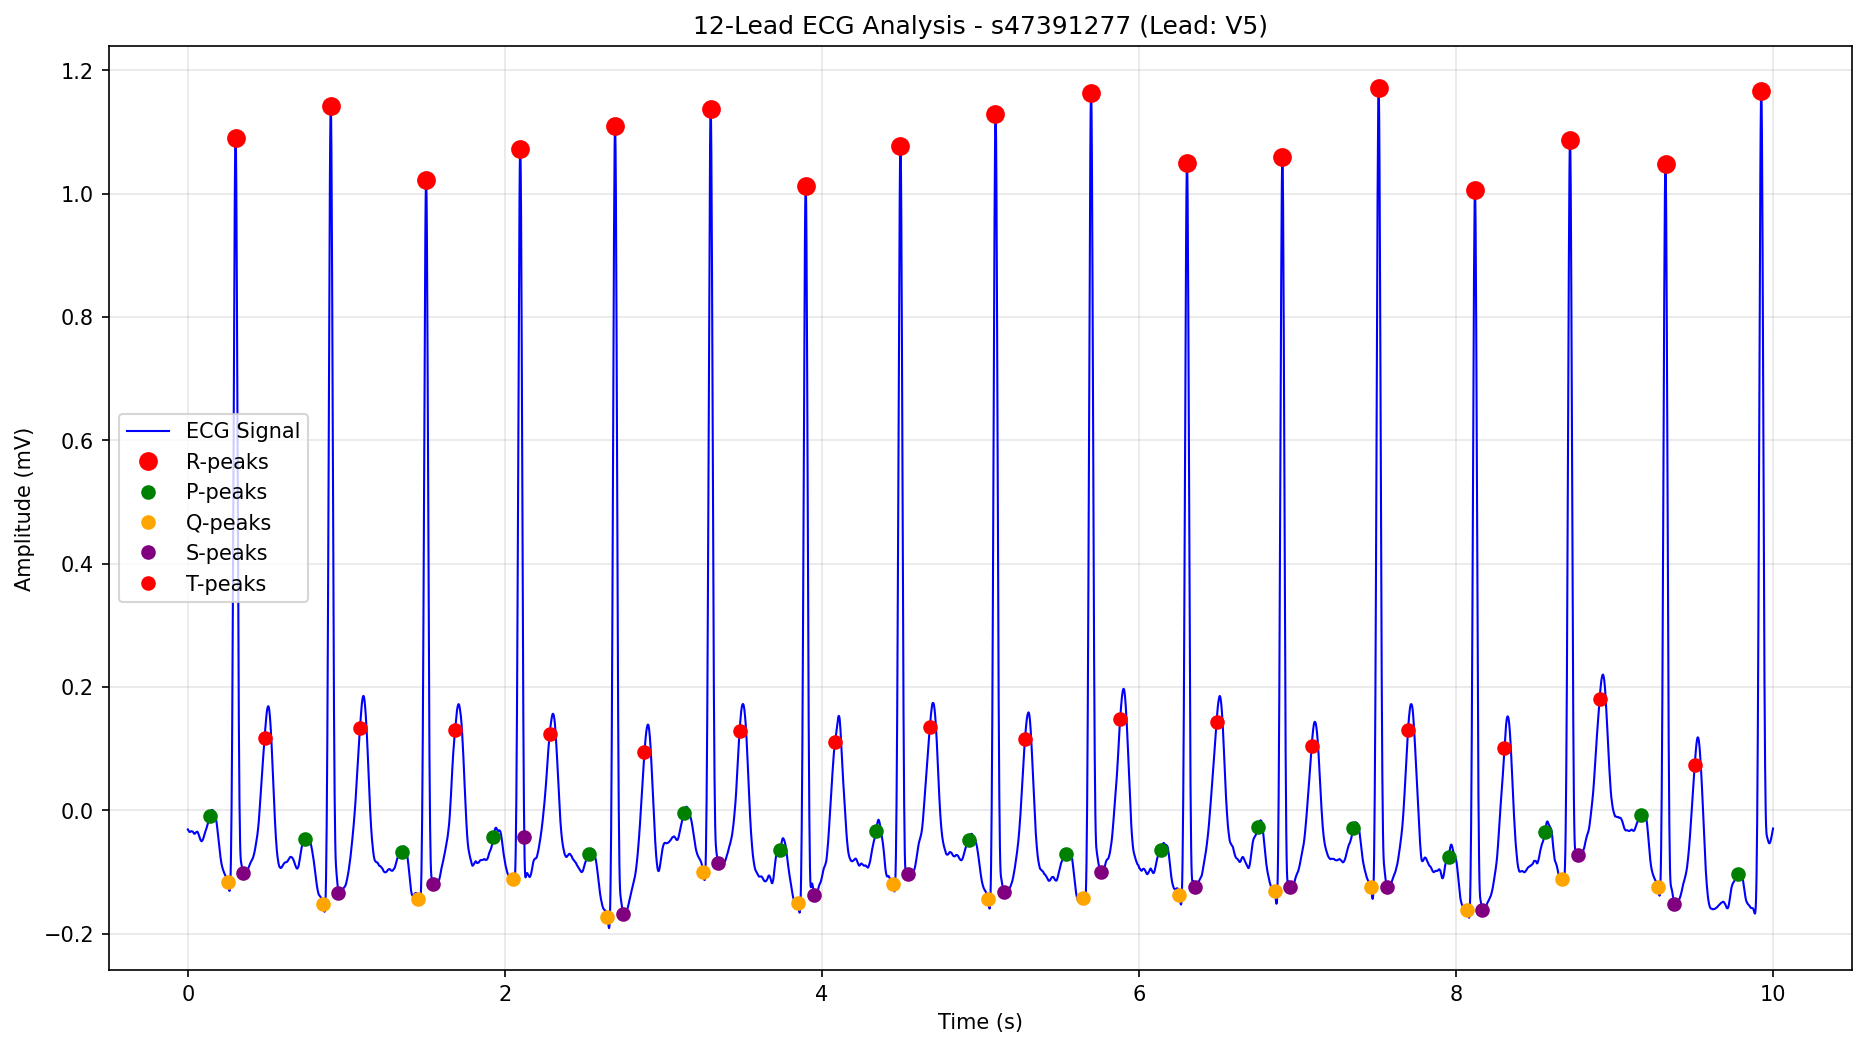 12-Lead ECG Analysis - s47391277 (Lead: V5)
1.2
1.0
0.8
0.6
0.4
0.2
0.0
−0.2
Amplitude (mV)
ECG Signal
R-peaks
P-peaks
Q-peaks
S-peaks
T-peaks
0
2
4
6
8
10
Time (s)